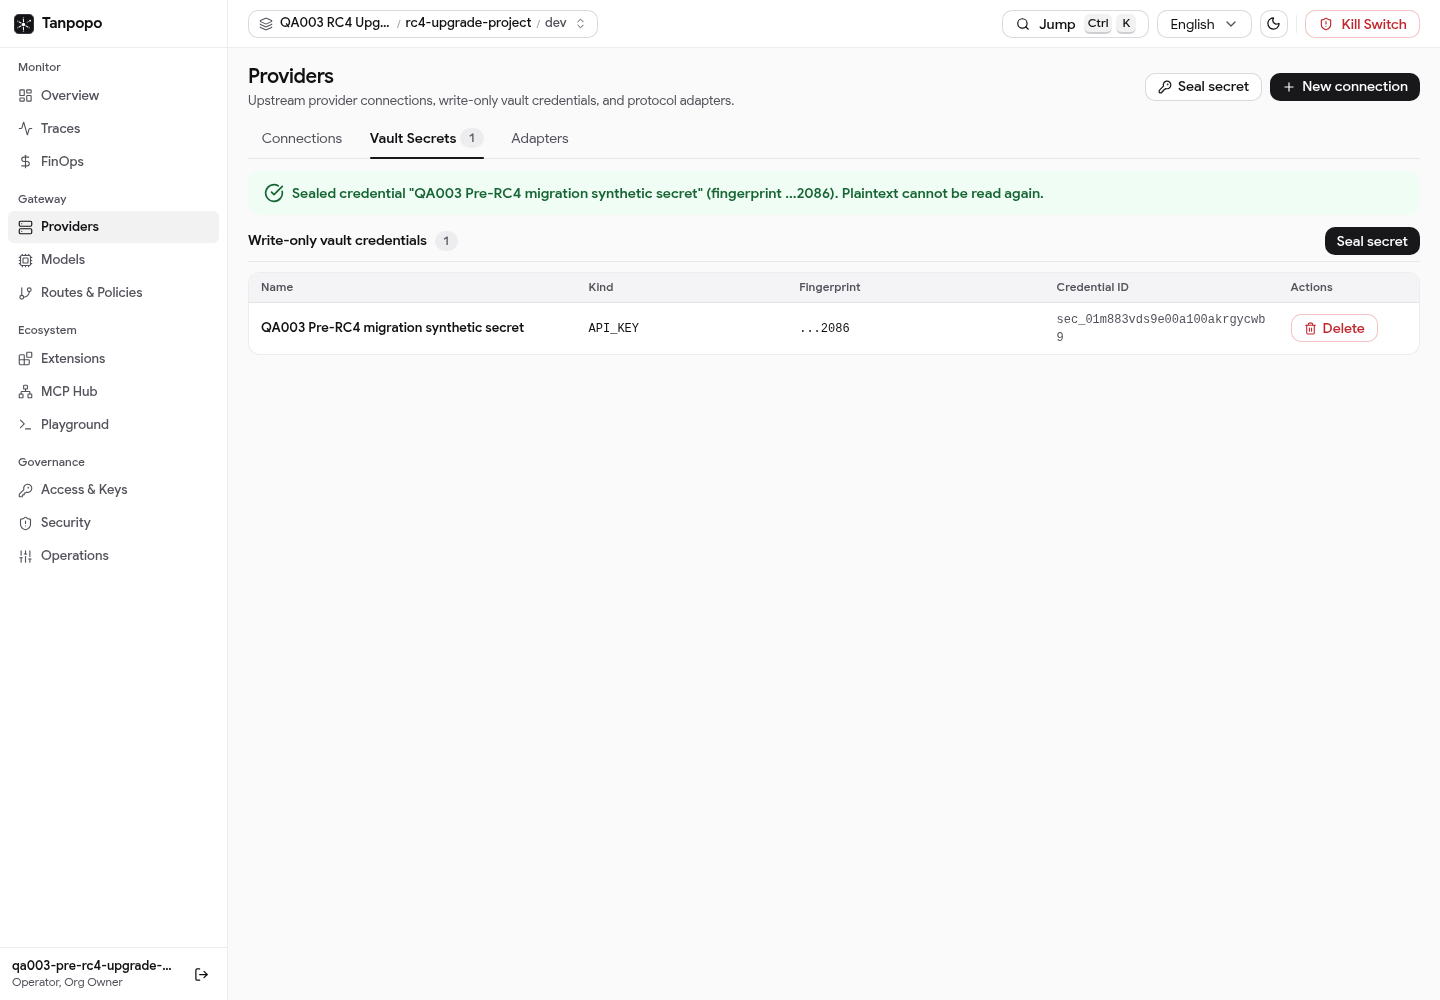 Tanpopo
QA003 RC4 Upg... / rc4-upgrade-project / dev
Jump Ctrl K
English
Kill Switch
Monitor
Overview
Traces
FinOps
Gateway
Providers
Models
Routes & Policies
Ecosystem
Extensions
MCP Hub
Playground
Governance
Access & Keys
Security
Operations
qa003-pre-rc4-upgrade-...
Operator, Org Owner
Providers
Upstream provider connections, write-only vault credentials, and protocol adapters.
Seal secret
New connection
Connections Vault Secrets 1 Adapters
Sealed credential "QA003 Pre-RC4 migration synthetic secret" (fingerprint ...2086). Plaintext cannot be read again.
Write-only vault credentials 1
Seal secret
Name Kind Fingerprint Credential ID Actions
QA003 Pre-RC4 migration synthetic secret API_KEY ...2086 sec_01m883vds9e00a100akrgycwb
9
Delete